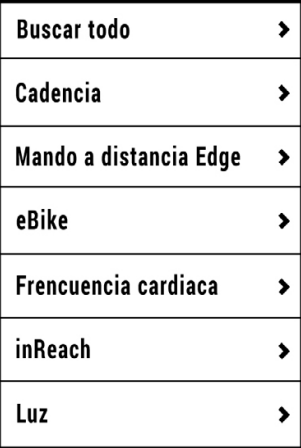 Buscar todo
Cadencia
Mando a distancia Edge
eBike
Frencuencia cardiaca
inReach
Luz